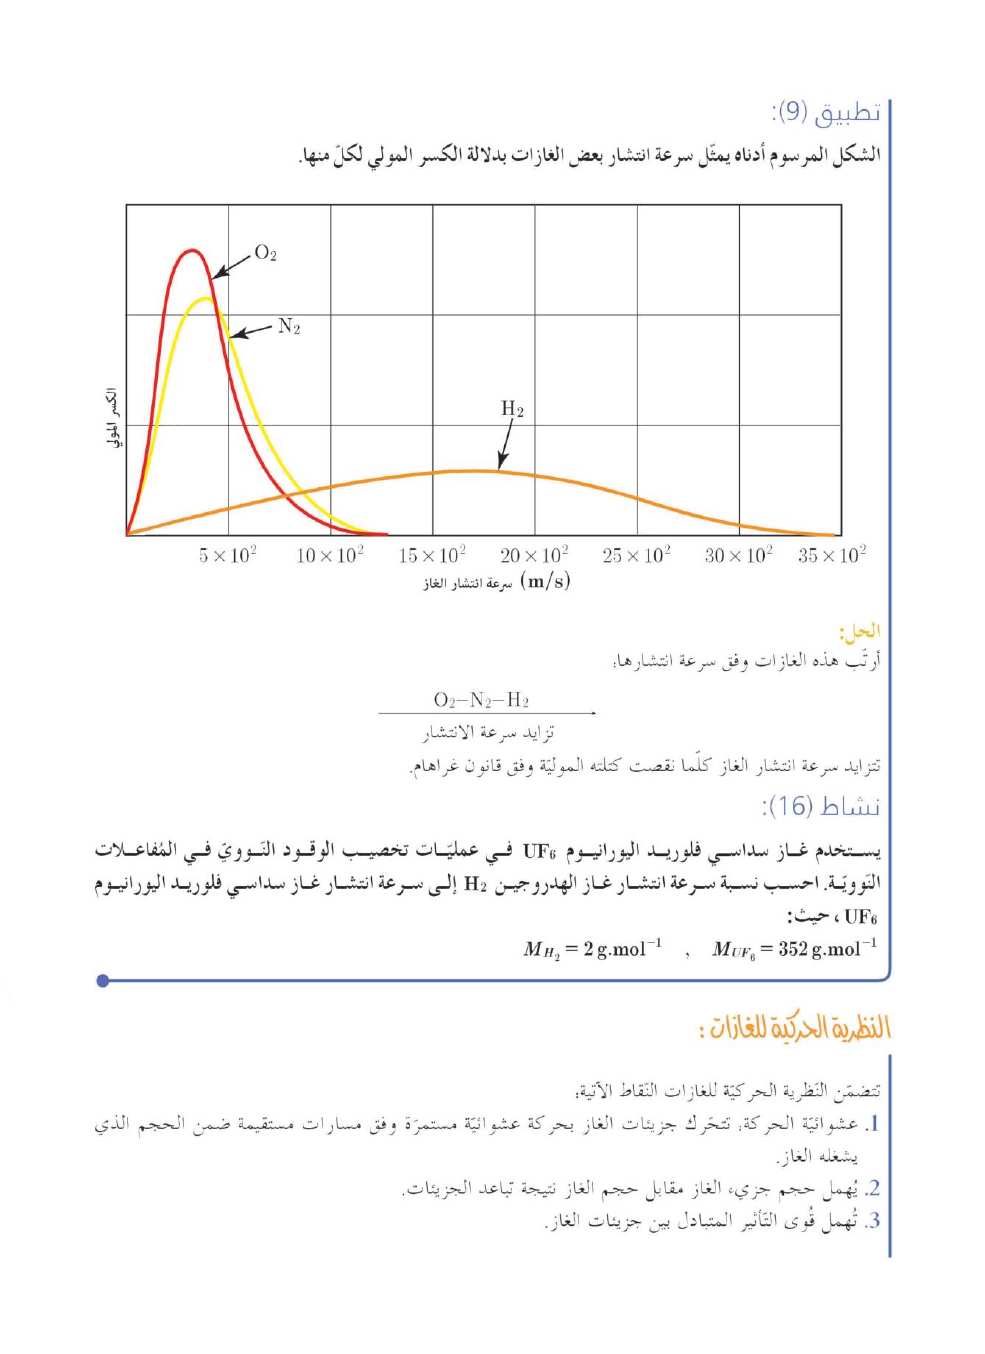 تطبيق (9):
الشكل المرسوم أدناه يمثّل سرعة انتشار بعض الغازات بدلالة الكسر المولي لكلّ منها.
O₂
N₂
H₂
الكسر المولي
5×10² 10×10² 15×10² 20×10² 25×10² 30×10² 35×10²
سرعة انتشار الغاز (m/s)
الحل:
أرتّب هذه الغازات وفق سرعة انتشارها:
O₂–N₂–H₂
تزايد سرعة الانتشار
تتزايد سرعة انتشار الغاز كلّما نقصت كتلته الموليّة وفق قانون غراهام.
نشاط (16):
يستخدم غاز سداسي فلوريد اليورانيوم UF₆ في عمليّات تخصيب الوقود النّوويّ في المُفاعلات
النّوويّة. احسب نسبة سرعة انتشار غاز الهدروجين H₂ إلى سرعة انتشار غاز سداسي فلوريد اليورانيوم
UF₆ ، حيث:
M_{H₂} = 2 g.mol⁻¹ , M_{UF₆} = 352 g.mol⁻¹
النظرية الحركية للغازات :
تتضمّن النّظرية الحركيّة للغازات النّقاط الآتية:
1. عشوائيّة الحركة: تتحّرك جزيئات الغاز بحركة عشوائيّة مستمرّة وفق مسارات مستقيمة ضمن الحجم الذي
يشغله الغاز.
2. يُهمل حجم جزيء الغاز مقابل حجم الغاز نتيجة تباعد الجزيئات.
3. تُهمل قُوى التّأثير المتبادل بين جزيئات الغاز.